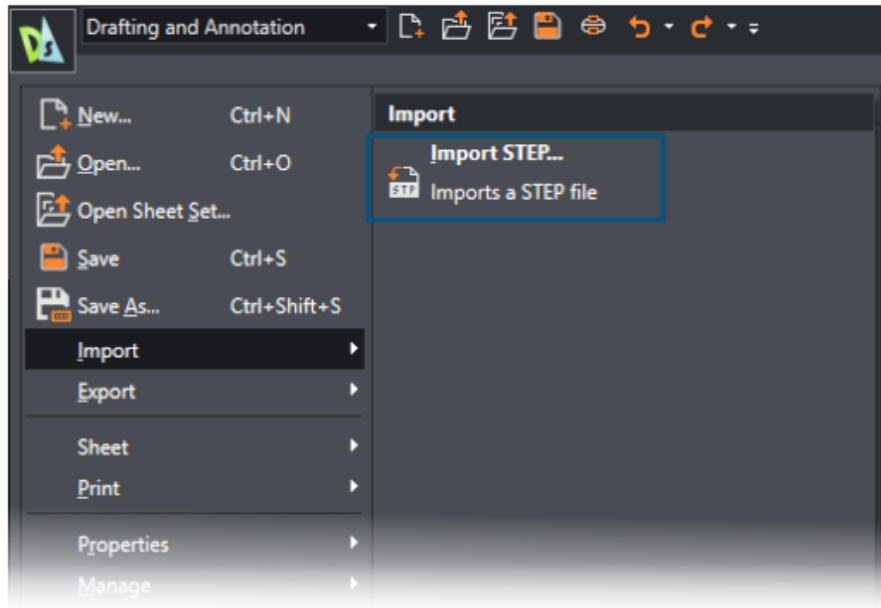 DS
Drafting and Annotation
New... Ctrl+N
Open... Ctrl+O
Open Sheet Set...
Save Ctrl+S
Save As... Ctrl+Shift+S
Import
Export
Sheet
Print
Properties
Manage
Import
Import STEP...
STP
Imports a STEP file